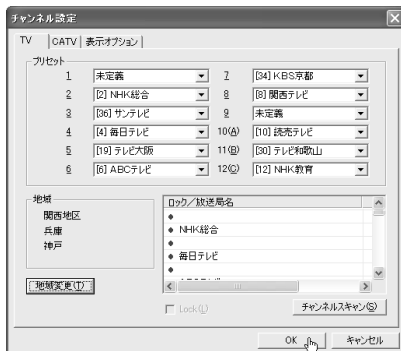 チャンネル設定
TV CATV 表示オプション
プリセット
1 未定義 7 [34] KBS京都
2 [2] NHK総合 8 [8] 関西テレビ
3 [36] サンテレビ 9 未定義
4 [4] 毎日テレビ 10(A) [10] 読売テレビ
5 [19] テレビ大阪 11(B) [30] テレビ和歌山
6 [6] ABCテレビ 12(C) [12] NHK教育
地域
関西地区
兵庫
神戸
地域変更(T)
ロック/放送局名
NHK総合
毎日テレビ
Lock(L)
チャンネルスキャン(S)
OK キャンセル